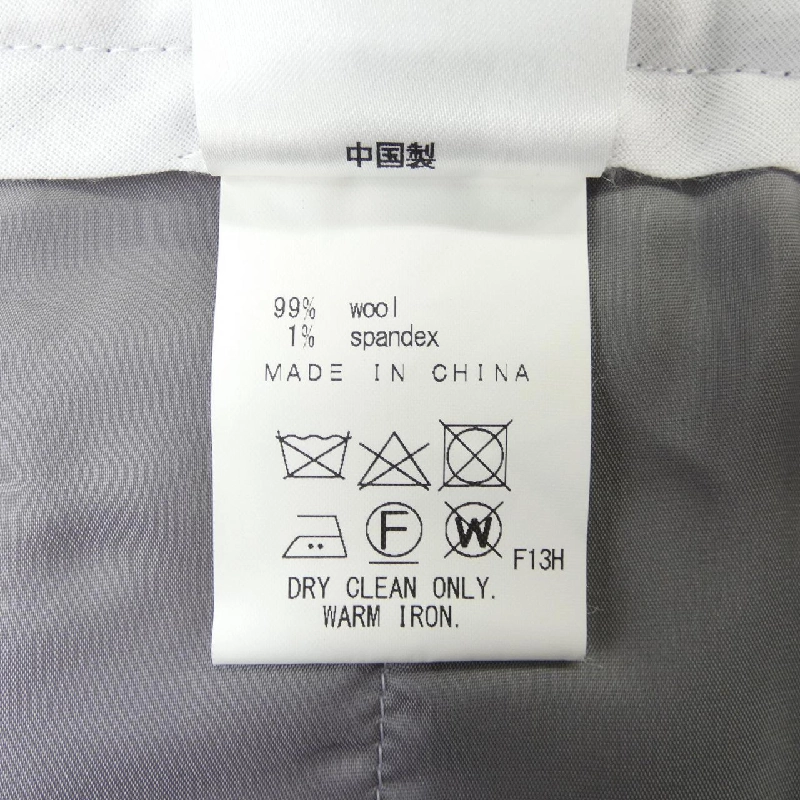 中国製
99% wool
1% spandex
MADE IN CHINA
F W F13H
DRY CLEAN ONLY.
WARM IRON.